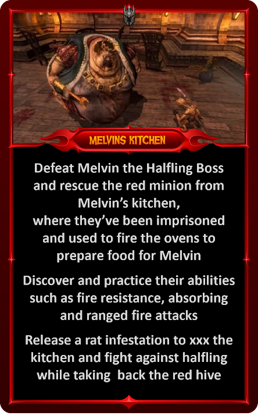 MELVINS KITCHEN
Defeat Melvin the Halfling Boss
and rescue the red minion from
Melvin's kitchen,
where they've been imprisoned
and used to fire the ovens to
prepare food for Melvin
Discover and practice their abilities
such as fire resistance, absorbing
and ranged fire attacks
Release a rat infestation to xxx the
kitchen and fight against halfling
while taking  back the red hive